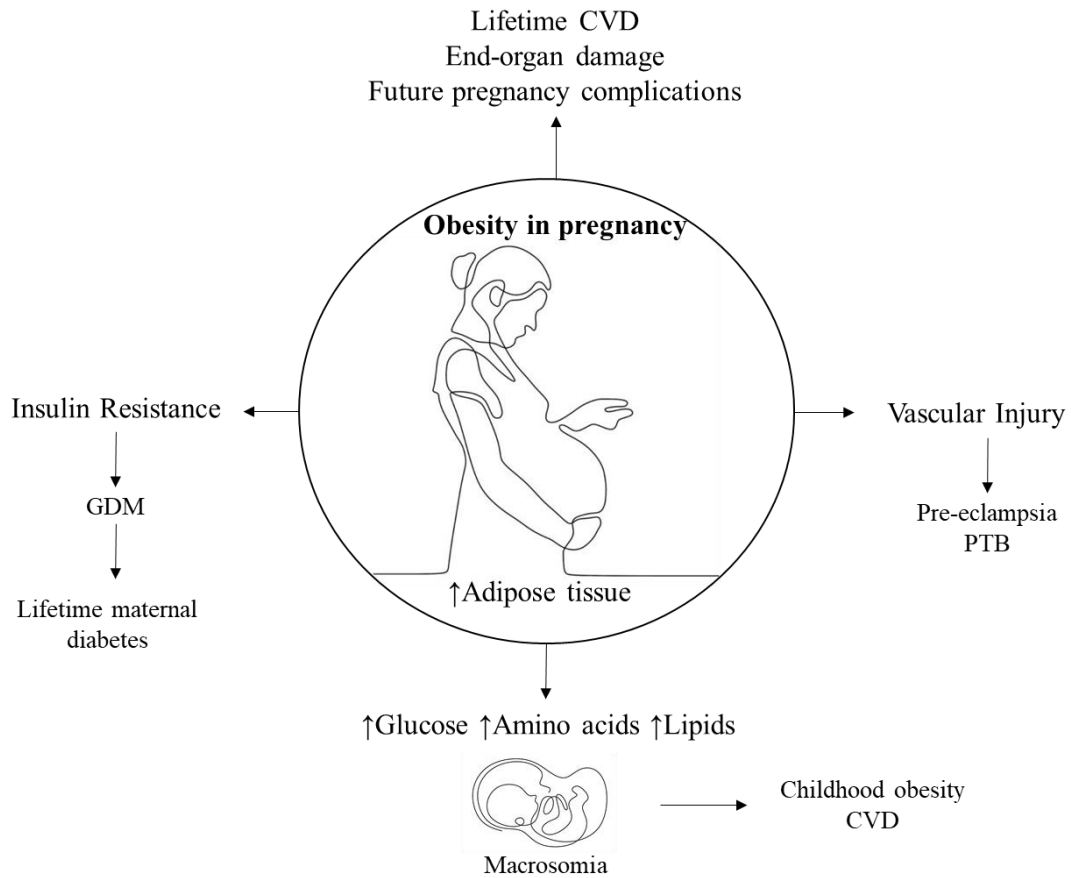 Lifetime CVD
End-organ damage
Future pregnancy complications
Obesity in pregnancy
↑Adipose tissue
Insulin Resistance
GDM
Lifetime maternal
diabetes
Vascular Injury
Pre-eclampsia
PTB
↑Glucose ↑Amino acids ↑Lipids
Macrosomia
Childhood obesity
CVD